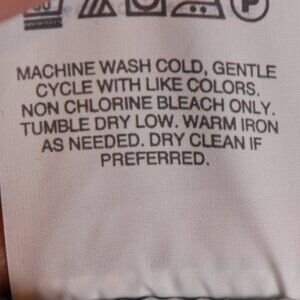 30
P
MACHINE WASH COLD, GENTLE
CYCLE WITH LIKE COLORS.
NON CHLORINE BLEACH ONLY.
TUMBLE DRY LOW. WARM IRON
AS NEEDED. DRY CLEAN IF
PREFERRED.